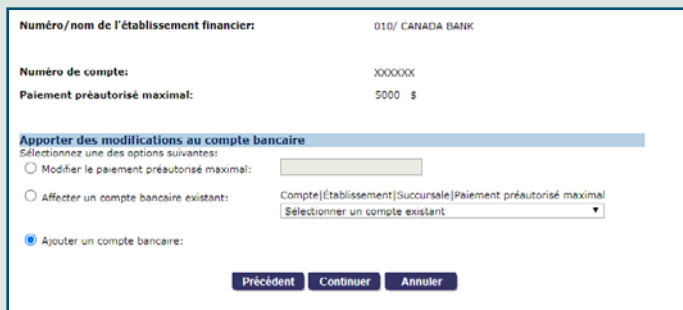 Numéro/nom de l'établissement financier: 010/ CANADA BANK
Numéro de compte: XXXXXX
Paiement préautorisé maximal: 5000 $
Apporter des modifications au compte bancaire
Sélectionnez une des options suivantes:
Modifier le paiement préautorisé maximal:
Affecter un compte bancaire existant: Compte|Établissement|Succursale|Paiement préautorisé maximal
Sélectionner un compte existant
Ajouter un compte bancaire:
Précédent Continuer Annuler